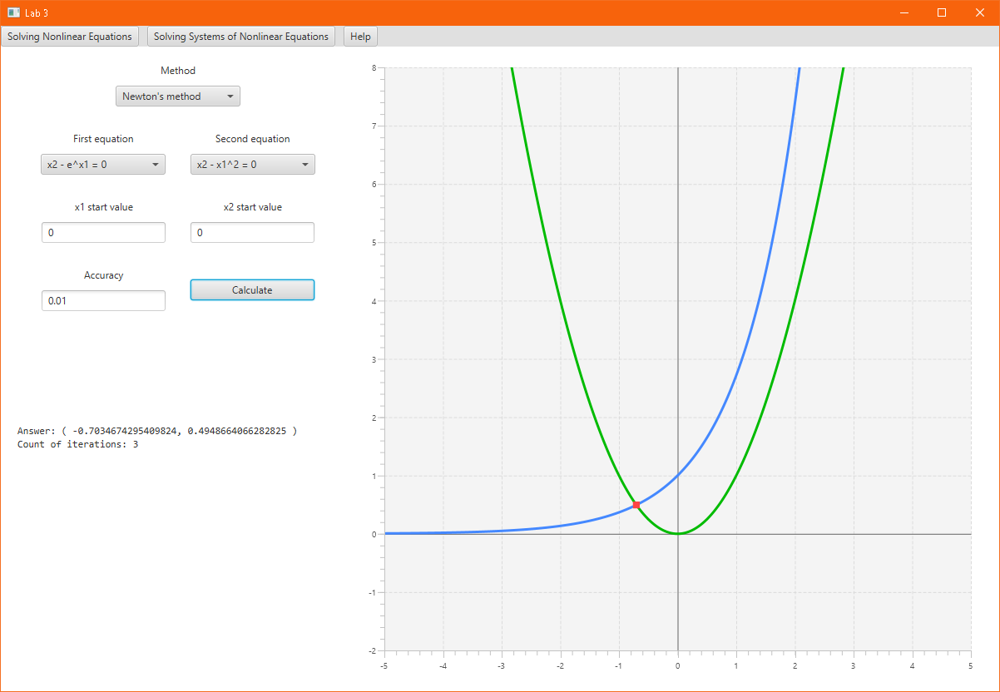 Lab 3
Solving Nonlinear Equations
Solving Systems of Nonlinear Equations
Help
Method
Newton's method
First equation
Second equation
x2 - e^x1 = 0
x2 - x1^2 = 0
x1 start value
x2 start value
0
0
Accuracy
0.01
Calculate
Answer: ( -0.7034674295409824, 0.4948664066282825 )
Count of iterations: 3
8
7
6
5
4
3
2
1
0
-1
-2
-5 -4 -3 -2 -1 0 1 2 3 4 5